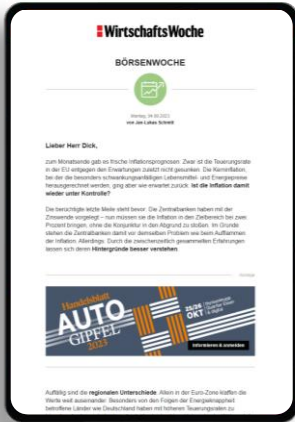 WirtschaftsWoche
BÖRSENWOCHE
von Jan-Lukas Schmitt
Lieber Herr Dick,
zum Monatsende gab es frische Inflationsprognosen. Zwar ist die Teuerungsrate
in der EU entgegen den Erwartungen zuletzt nicht gesunken. Die Kerninflation,
bei der die besonders schwankungsanfälligen Lebensmittel- und Energiepreise
herausgerechnet werden, ging aber wie erwartet zurück. Ist die Inflation damit
wieder unter Kontrolle?
Die berüchtigte letzte Meile steht bevor. Die Zentralbanken haben mit der
Zinswende vorgelegt – nun müssen sie die Inflation in den Zielbereich bei zwei
Prozent bringen, ohne die Konjunktur in den Abgrund zu stoßen. Im Grunde
stehen die Zentralbanken damit vor demselben Problem wie beim Aufflammen
der Inflation. Allerdings: Durch die zwischenzeitlich gesammelten Erfahrungen
lassen sich deren Hintergründe besser verstehen.
Anzeige
Handelsblatt
AUTO
GIPFEL
2023
25/26
OKT
& digital
Informieren & anmelden
Auffällig sind die regionalen Unterschiede. Allein in der Euro-Zone klaffen die
Werte weit auseinander. Besonders von den Folgen der Energieknappheit
betroffene Länder wie Deutschland haben mit höheren Teuerungsraten zu